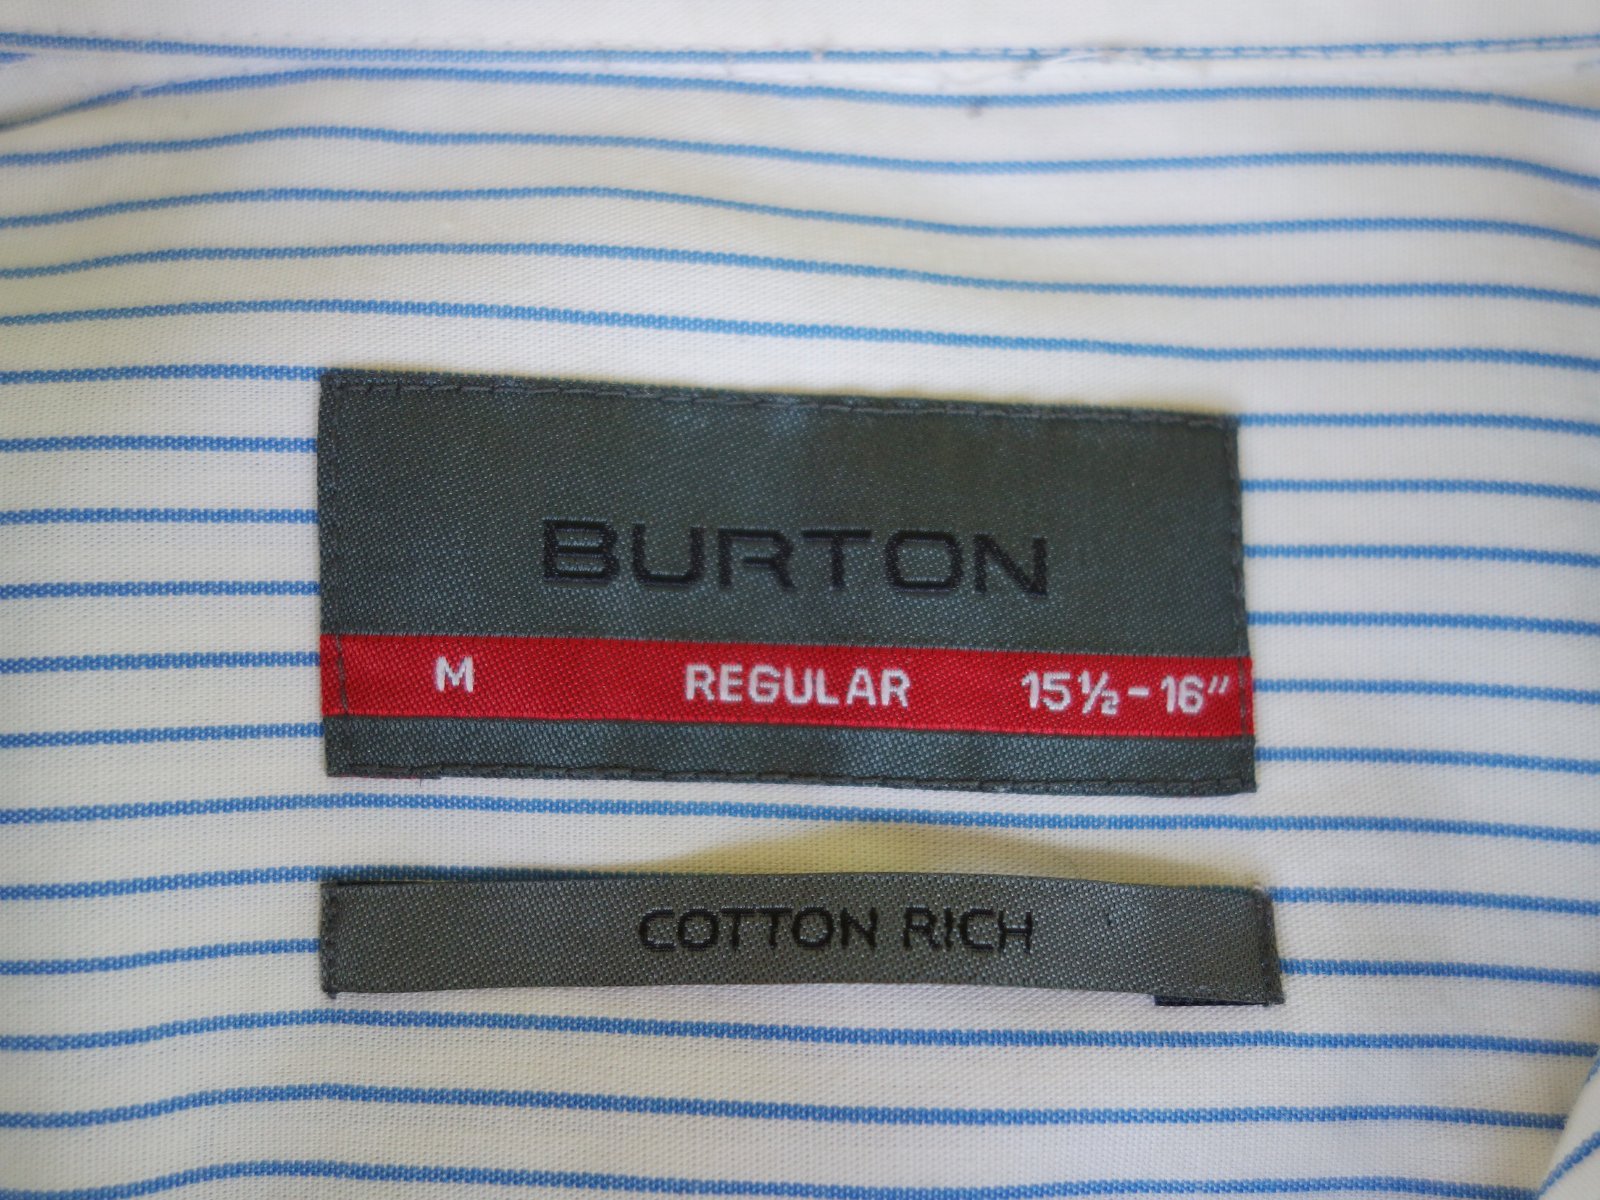 BURTON
M REGULAR 15½-16"
COTTON RICH